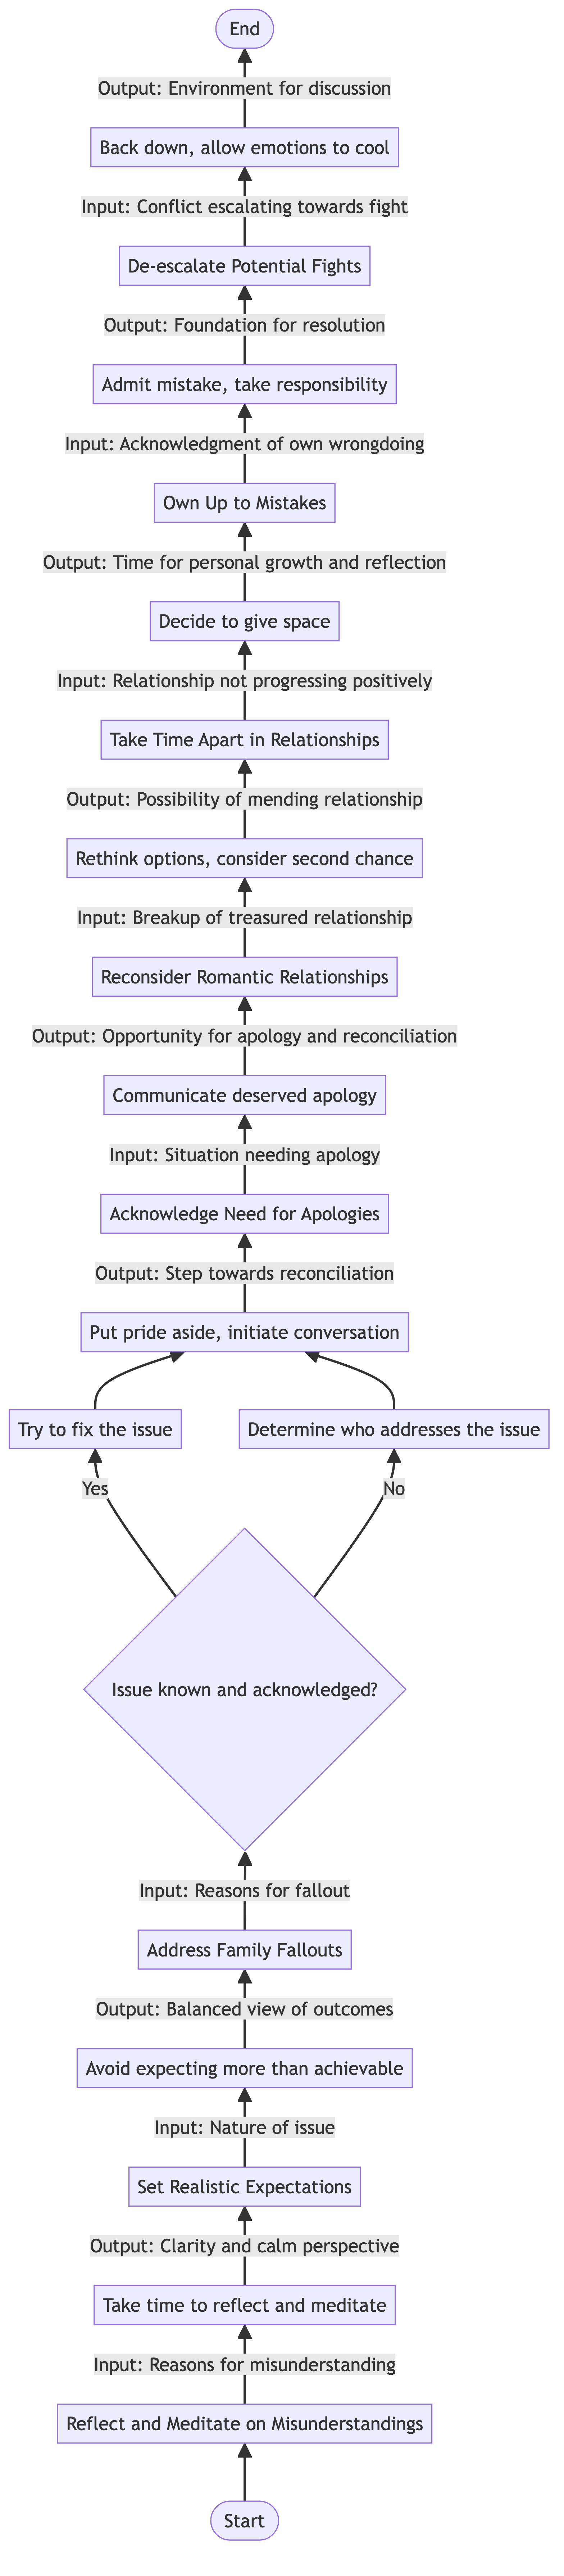 End
Output: Environment for discussion
Back down, allow emotions to cool
Input: Conflict escalating towards fight
De-escalate Potential Fights
Output: Foundation for resolution
Admit mistake, take responsibility
Input: Acknowledgment of own wrongdoing
Own Up to Mistakes
Output: Time for personal growth and reflection
Decide to give space
Input: Relationship not progressing positively
Take Time Apart in Relationships
Output: Possibility of mending relationship
Rethink options, consider second chance
Input: Breakup of treasured relationship
Reconsider Romantic Relationships
Output: Opportunity for apology and reconciliation
Communicate deserved apology
Input: Situation needing apology
Acknowledge Need for Apologies
Output: Step towards reconciliation
Put pride aside, initiate conversation
Try to fix the issue
Determine who addresses the issue
Yes
No
Issue known and acknowledged?
Input: Reasons for fallout
Address Family Fallouts
Output: Balanced view of outcomes
Avoid expecting more than achievable
Input: Nature of issue
Set Realistic Expectations
Output: Clarity and calm perspective
Take time to reflect and meditate
Input: Reasons for misunderstanding
Reflect and Meditate on Misunderstandings
Start